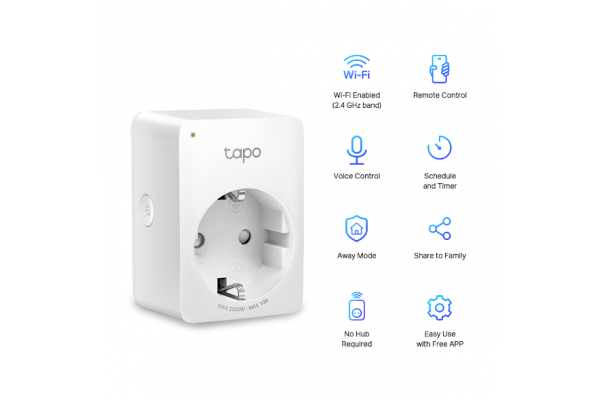 tapo
MAX 2300W · MAX 10A
Wi-Fi
Wi-Fi Enabled
(2.4 GHz band)
Remote Control
Voice Control
Schedule
and Timer
Away Mode
Share to Family
No Hub
Required
Easy Use
with Free APP